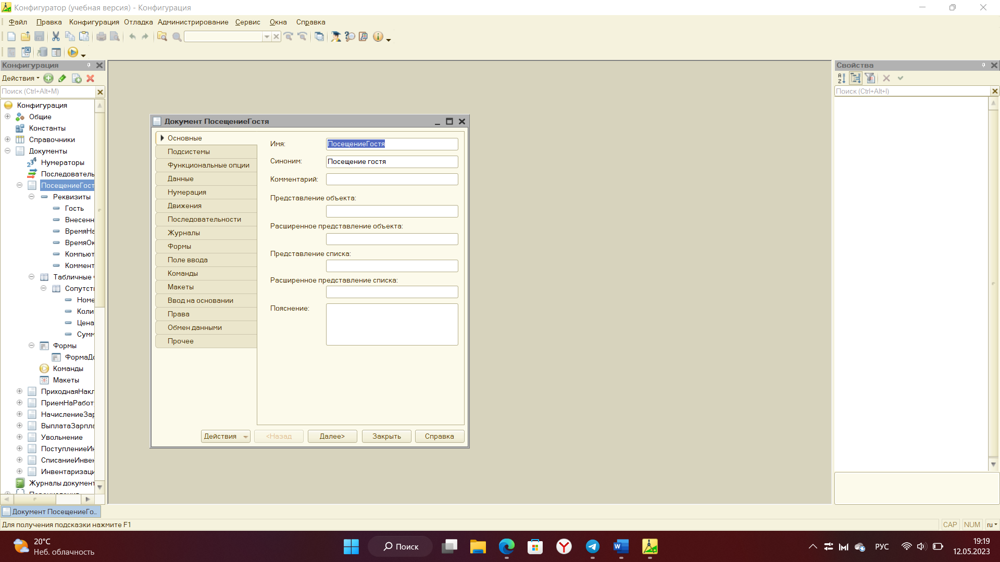 Конфигуратор (учебная версия) - Конфигурация
Файл Правка Конфигурация Отладка Администрирование Сервис Окна Справка
Конфигурация
Действия
Поиск (Ctrl+Alt+M)
Конфигурация
Общие
Константы
Справочники
Документы
Нумераторы
Последователь
ПосещениеГост
Реквизиты
Гость
Внесенн
ВремяНа
ВремяОк
Компьют
Коммент
Табличные
Сопутст
Номе
Коли
Цена
Сумм
Формы
ФормаДо
Команды
Макеты
ПриходнаяНакл
ПриемНаРабот
НачислениеЗар
ВыплатаЗарпла
Увольнение
ПоступлениеИн
СписаниеИнвен
Инвентаризаци
Журналы документ
Документ ПосещениеГостя
Основные
Подсистемы
Функциональные опции
Данные
Нумерация
Движения
Последовательности
Журналы
Формы
Поле ввода
Команды
Макеты
Ввод на основании
Права
Обмен данными
Прочее
Имя: ПосещениеГостя
Синоним: Посещение гостя
Комментарий:
Представление объекта:
Расширенное представление объекта:
Представление списка:
Расширенное представление списка:
Пояснение:
Действия <Назад Далее> Закрыть Справка
Свойства
Поиск (Ctrl+Alt+I)
Документ ПосещениеГо...
Для получения подсказки нажмите F1
CAP NUM ru
20°C
Неб. облачность
Поиск
РУС
19:19
12.05.2023